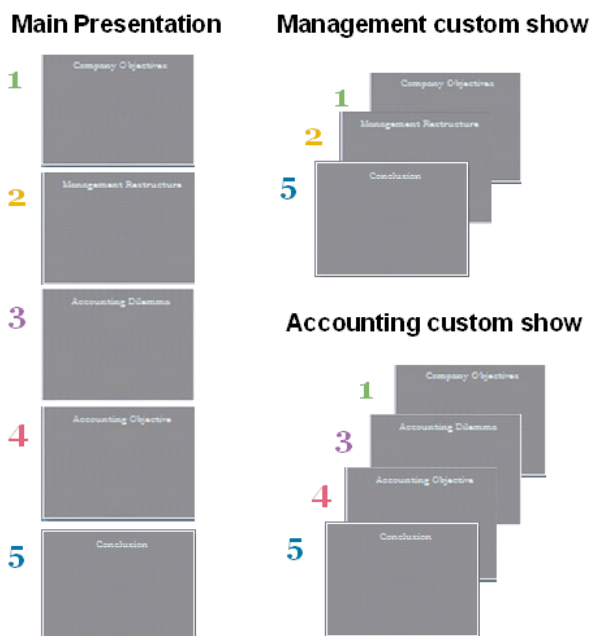 Main Presentation
1
Company Objectives
2
Management Restructure
3
Accounting Dilemma
4
Accounting Objective
5
Conclusion
Management custom show
1
Company Objectives
2
Management Restructure
5
Conclusion
Accounting custom show
1
Company Objectives
3
Accounting Dilemma
4
Accounting Objective
5
Conclusion